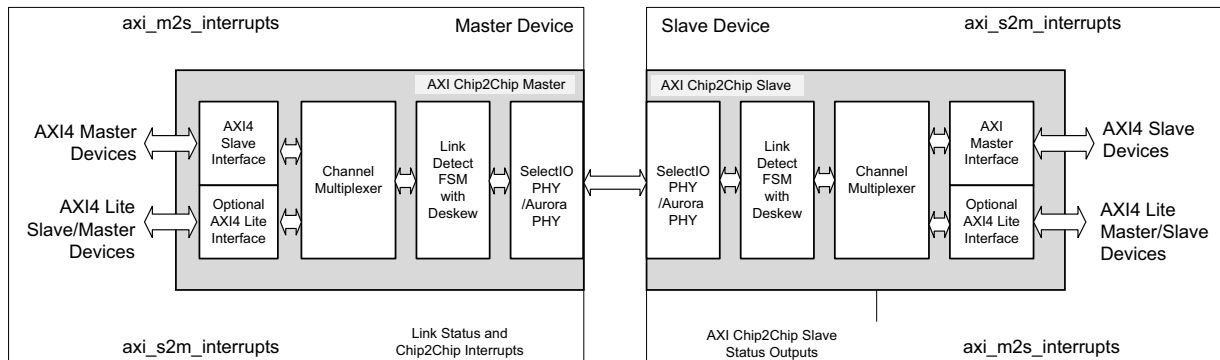 axi_m2s_interrupts
Master Device
Slave Device
axi_s2m_interrupts
AXI Chip2Chip Master
AXI Chip2Chip Slave
AXI4 Master
Devices
AXI4
Slave
Interface
Channel
Multiplexer
Link
Detect
FSM
with
Deskew
SelectIO
PHY
/Aurora
PHY
SelectIO
PHY
/Aurora
PHY
Link
Detect
FSM
with
Deskew
Channel
Multiplexer
AXI
Master
Interface
AXI4 Slave
Devices
AXI4 Lite
Slave/Master
Devices
Optional
AXI4 Lite
Interface
Optional
AXI4 Lite
Interface
AXI4 Lite
Master/Slave
Devices
axi_s2m_interrupts
Link Status and
Chip2Chip Interrupts
AXI Chip2Chip Slave
Status Outputs
axi_m2s_interrupts